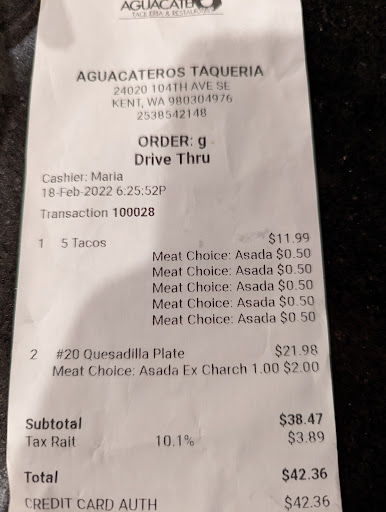 AGUACATERO
TAQUERIA & RESTAURANT
AGUACATEROS TAQUERIA
24020 104TH AVE SE
KENT, WA 980304976
2538542148
ORDER: g
Drive Thru
Cashier: Maria
18-Feb-2022 6:25:52P
Transaction 100028
1 5 Tacos $11.99
Meat Choice: Asada $0.50
Meat Choice: Asada $0.50
Meat Choice: Asada $0.50
Meat Choice: Asada $0.50
Meat Choice: Asada $0.50
2 #20 Quesadilla Plate $21.98
Meat Choice: Asada Ex Charch 1.00 $2.00
Subtotal $38.47
Tax Rait 10.1% $3.89
Total $42.36
CREDIT CARD AUTH $42.36